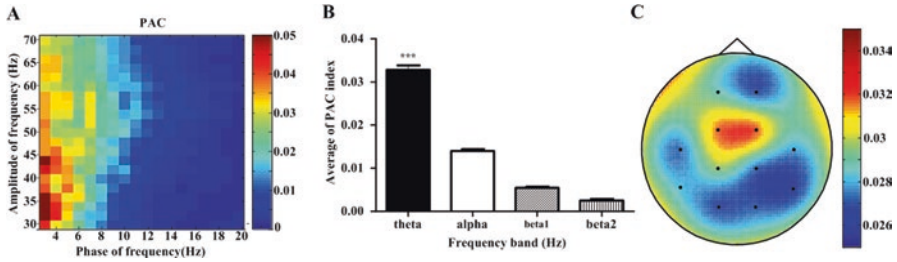 A
PAC
Amplitude of frequency (Hz)
70
65
60
55
50
45
40
35
30
4 6 8 10 12 14 16 18 20
Phase of frequency(Hz)
0.05
0.04
0.03
0.02
0.01
0
B
Average of PAC index
0.04
0.03
0.02
0.01
0.00
***
theta alpha beta1 beta2
Frequency band (Hz)
C
0.034
0.032
0.03
0.028
0.026